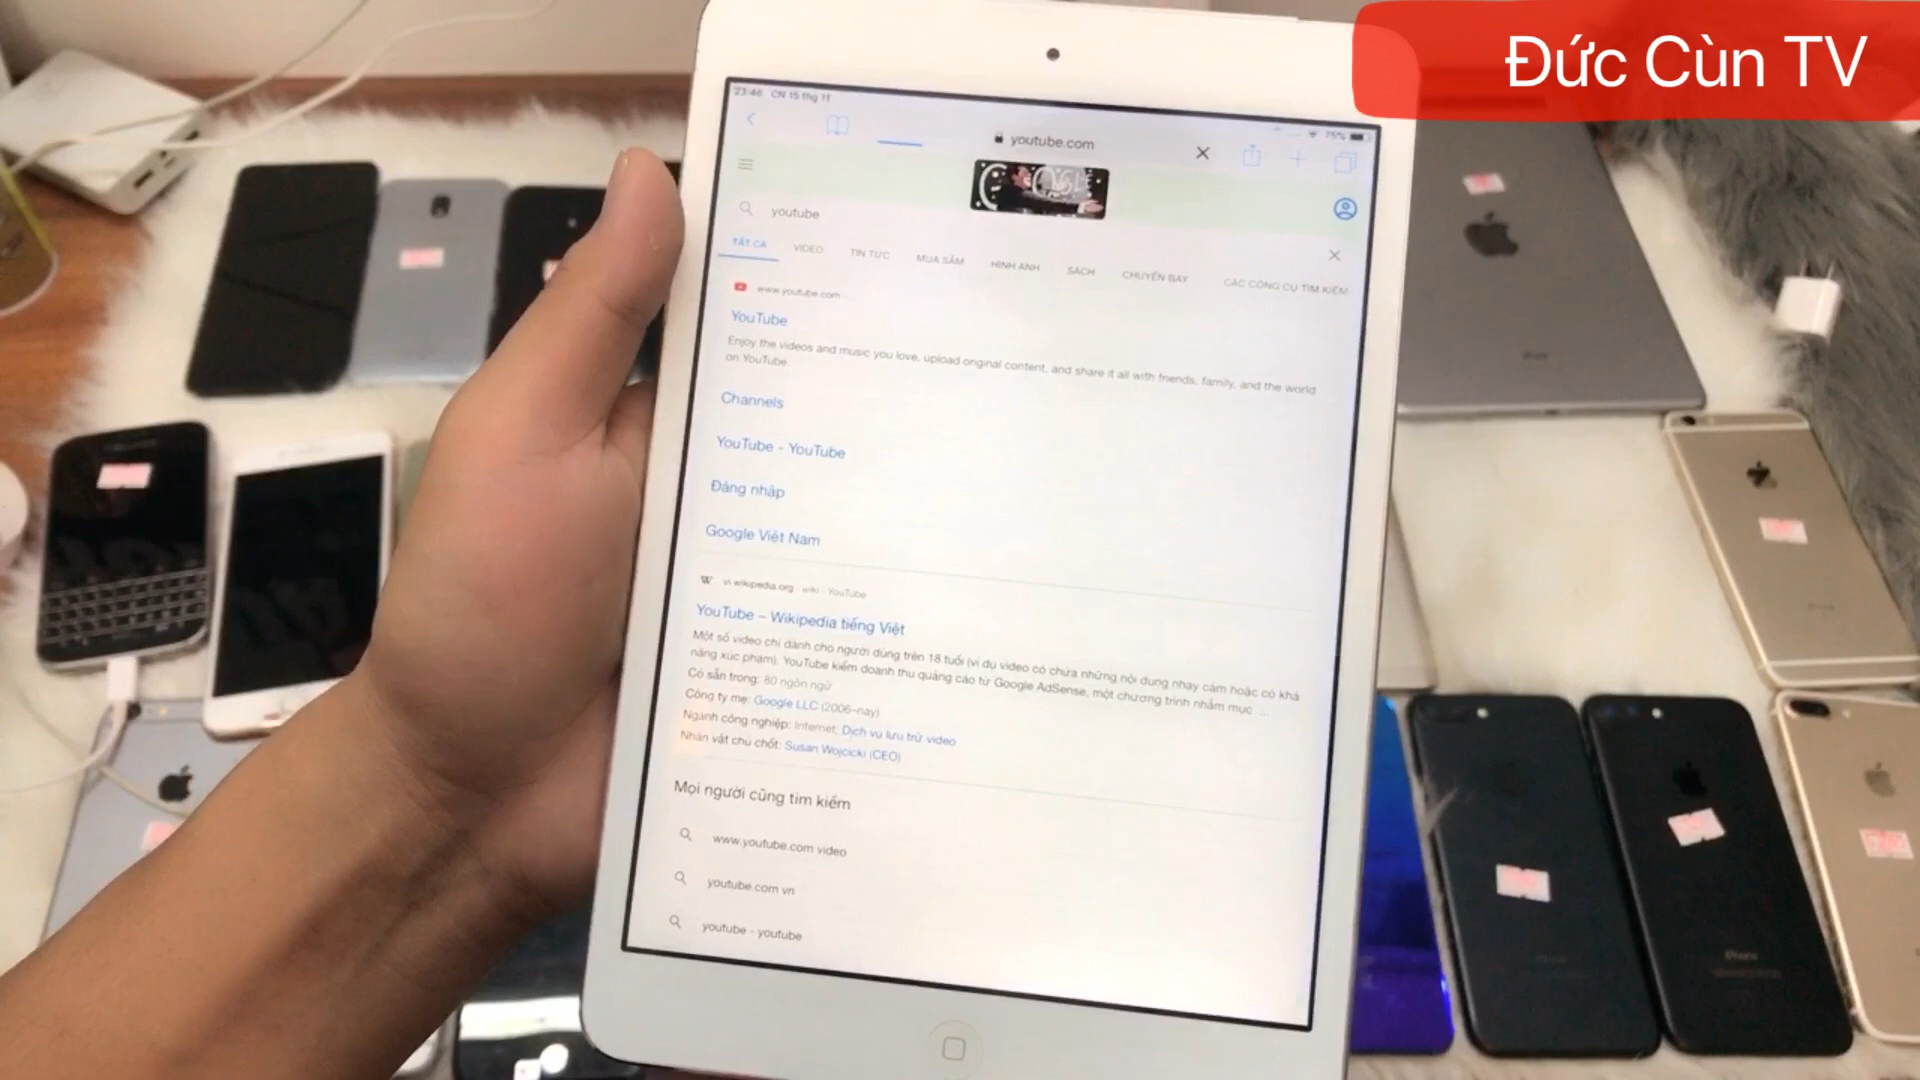 Đức Cùn TV
23:46 CN 15 thg 11
75%
youtube.com
youtube
TẤT CẢ VIDEO TIN TỨC MUA SẮM HÌNH ẢNH SÁCH CHUYẾN BAY CÁC CÔNG CỤ TÌM KIẾM
www.youtube.com
YouTube
Enjoy the videos and music you love, upload original content, and share it all with friends, family, and the world
on YouTube.
Channels
YouTube - YouTube
Đăng nhập
Google Việt Nam
W vi.wikipedia.org › wiki › YouTube
YouTube – Wikipedia tiếng Việt
Một số video chỉ dành cho người dùng trên 18 tuổi (ví dụ video có chứa những nội dung nhạy cảm hoặc có khả
năng xúc phạm). YouTube kiếm doanh thu quảng cáo từ Google AdSense, một chương trình nhắm mục ...
Có sẵn trong: 80 ngôn ngữ
Công ty mẹ: Google LLC (2006–nay)
Ngành công nghiệp: Internet; Dịch vụ lưu trữ video
Nhân vật chủ chốt: Susan Wojcicki (CEO)
Mọi người cũng tìm kiếm
www.youtube.com video
youtube.com vn
youtube - youtube
iPhone